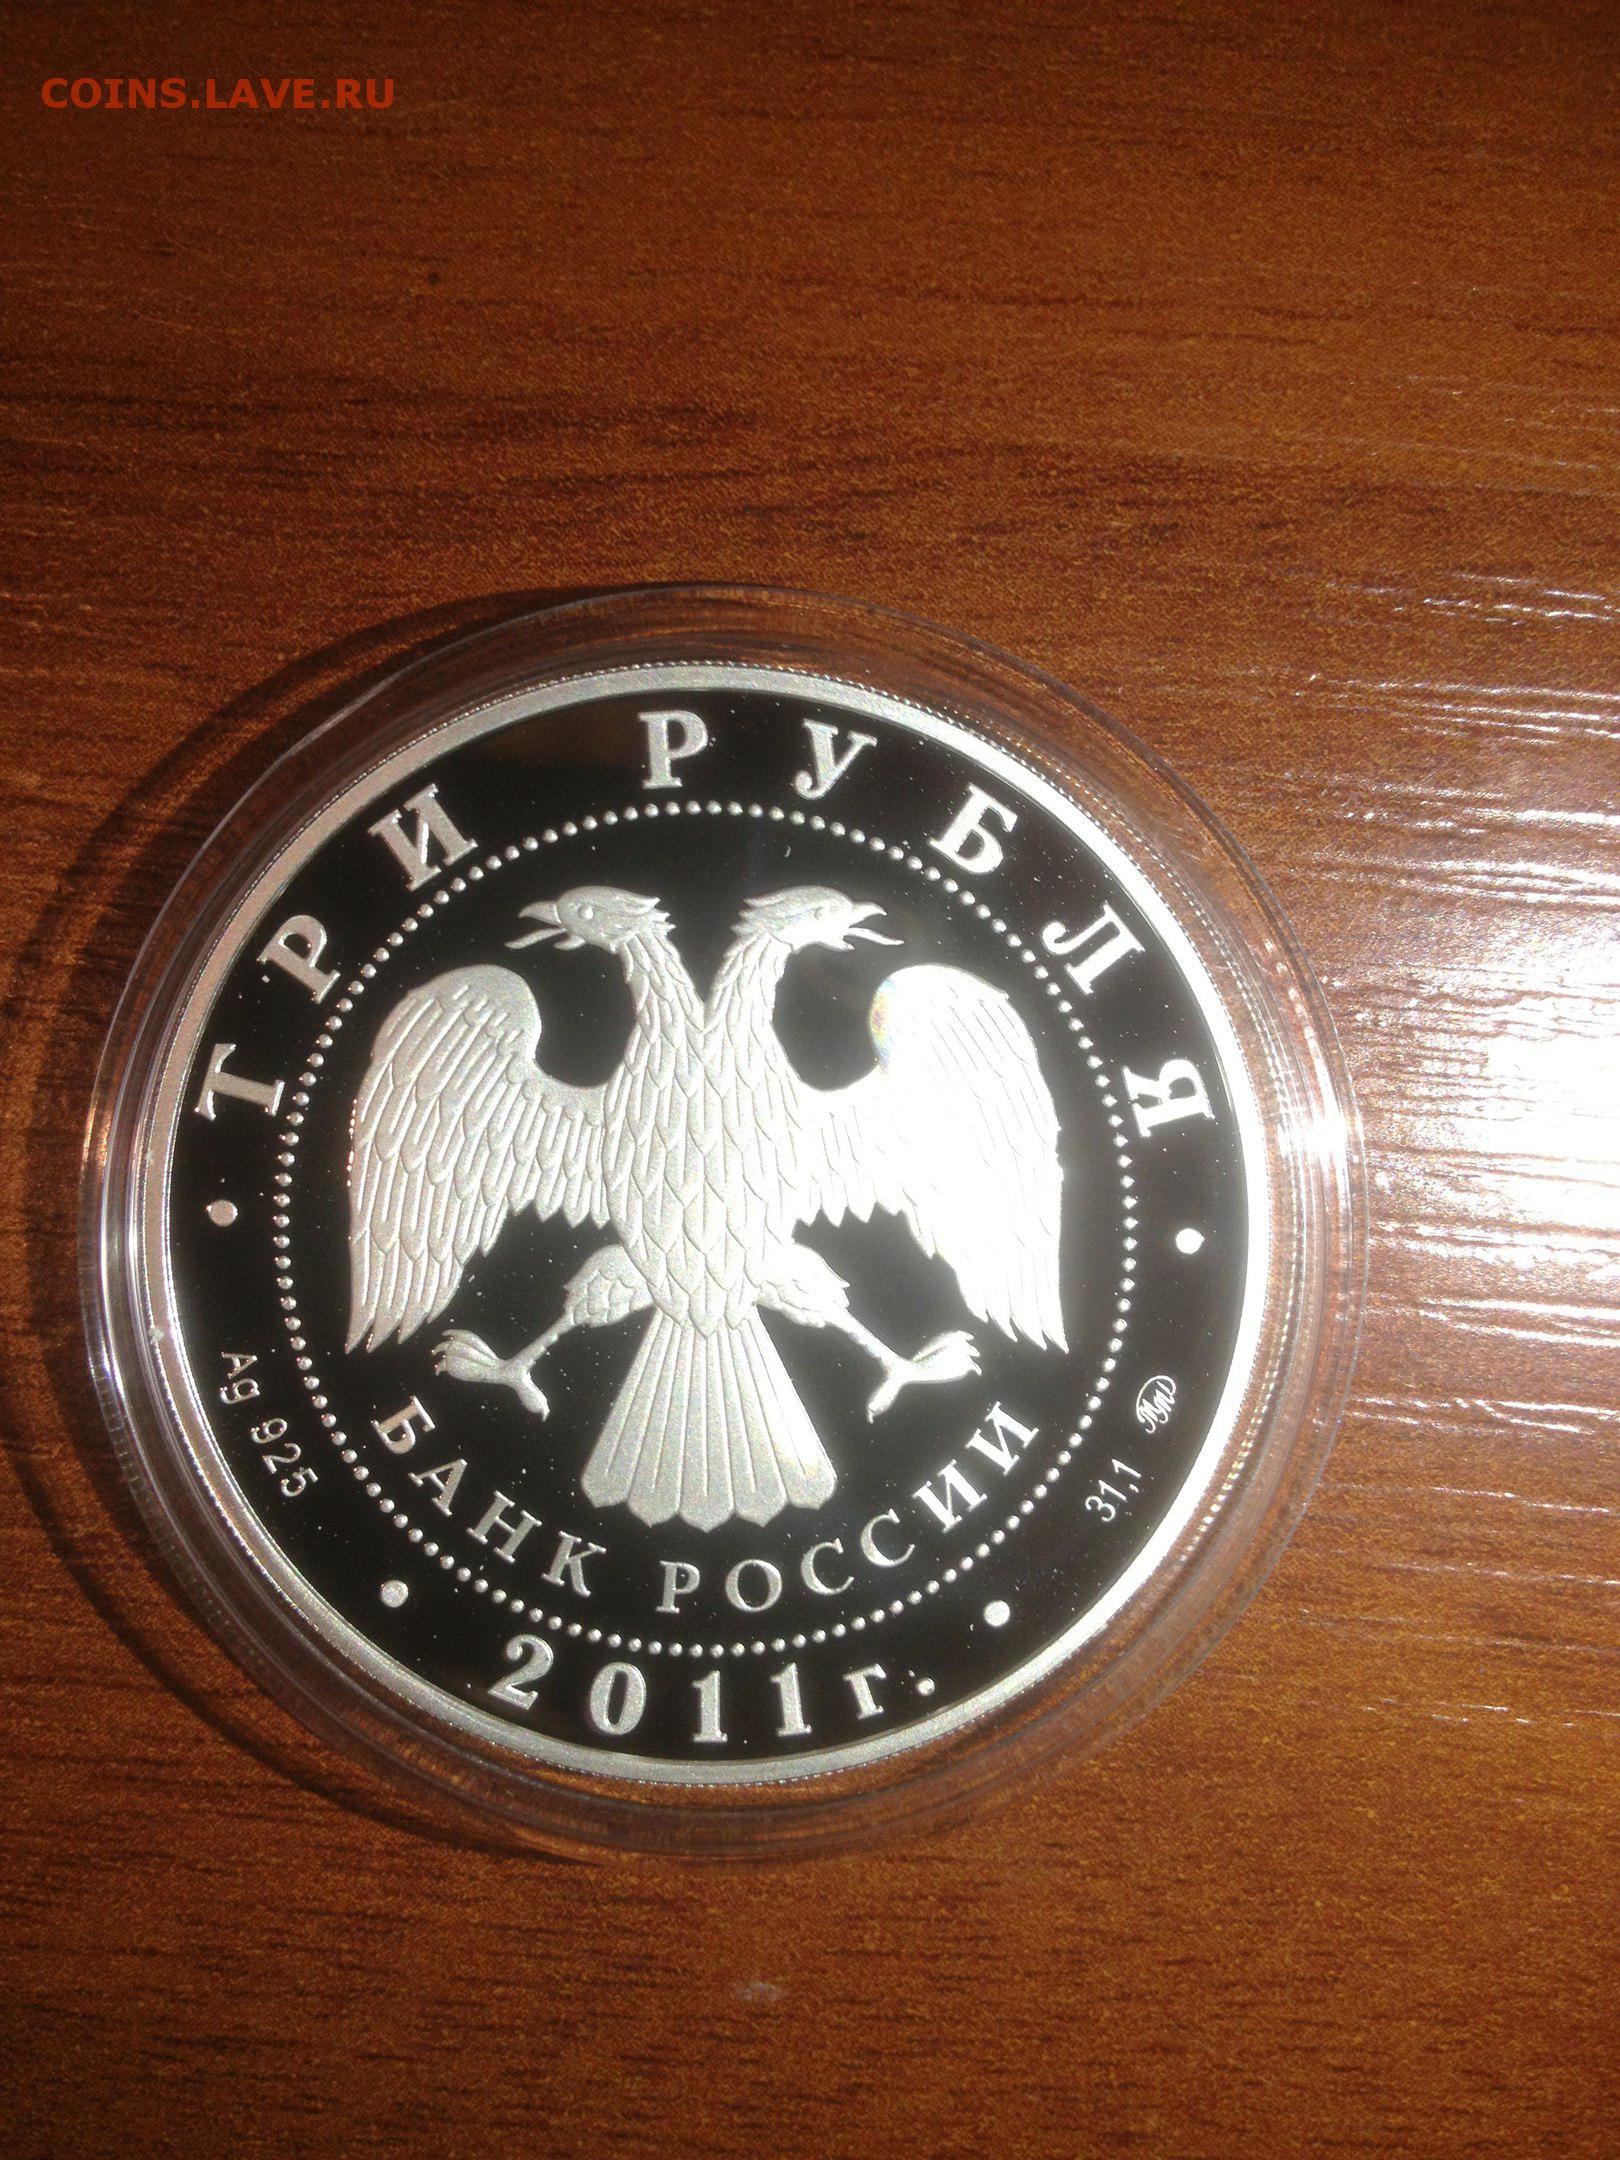 COINS.LAVE.RU
ТРИ РУБЛЯ
Ag 925
БАНК РОССИИ
31,1
2011г.